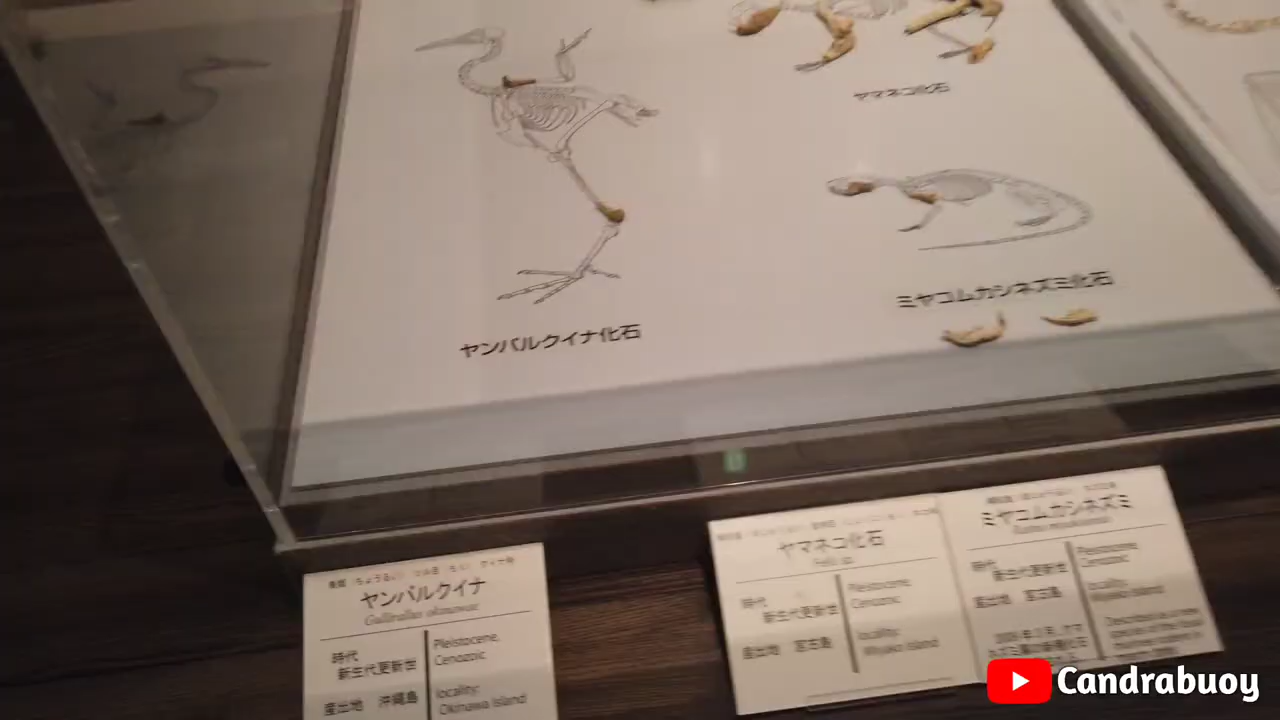 ヤマネコ化石
ミヤコムカシネズミ化石
ヤンバルクイナ化石
ヤンバルクイナ
Gallirallus okinawae
時代
新生代更新世
産出地 沖縄島
Pleistocene,
Cenozoic
locality:
Okinawa Island
ヤマネコ化石
Felis sp.
時代
新生代更新世
産出地 宮古島
Pleistocene
Cenozoic
locality:
Miyako Island
ミヤコムカシネズミ
時代
新生代更新世
産出地 宮古島
Pleistocene
Cenozoic
locality:
Miyako Island
Candrabuoy